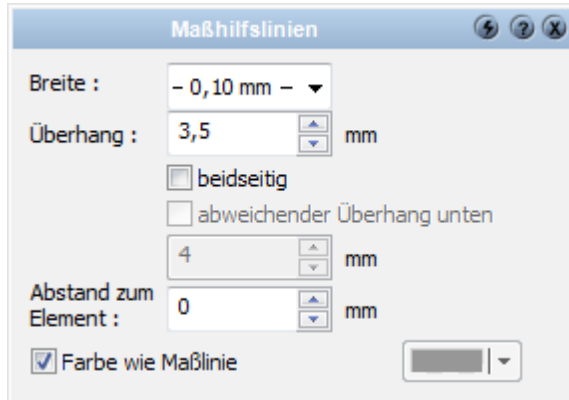 Maßhilfslinien
Breite : – 0,10 mm –
Überhang : 3,5 mm
beidseitig
abweichender Überhang unten
4 mm
Abstand zum
Element : 0 mm
Farbe wie Maßlinie